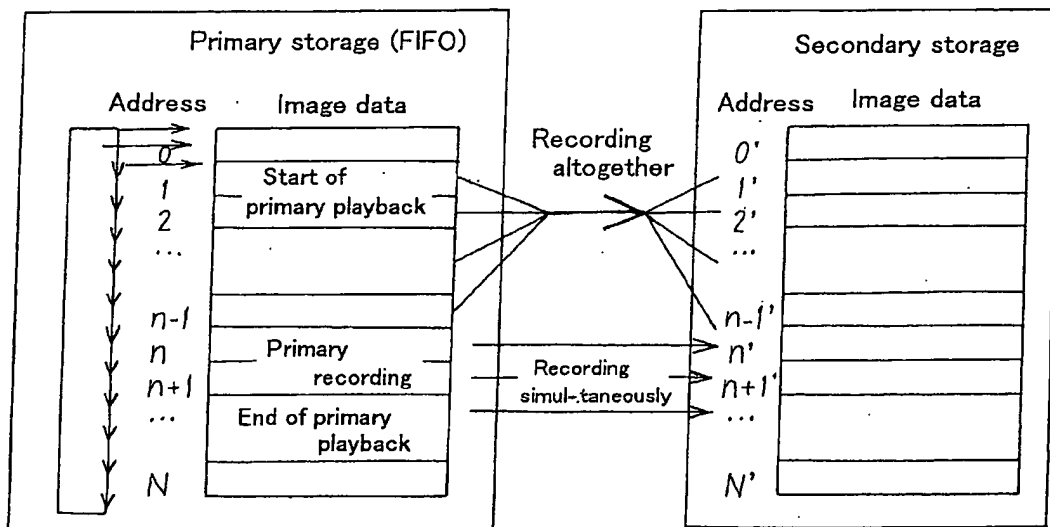 Primary storage (FIFO)
Address
Image data
0
1
2
...
n-1
n
n+1
...
N
Start of
primary playback
Primary
recording
End of primary
playback
Recording
altogether
Recording
simul-taneously
Secondary storage
Address
Image data
0'
1'
2'
...
n-1'
n'
n+1'
...
N'